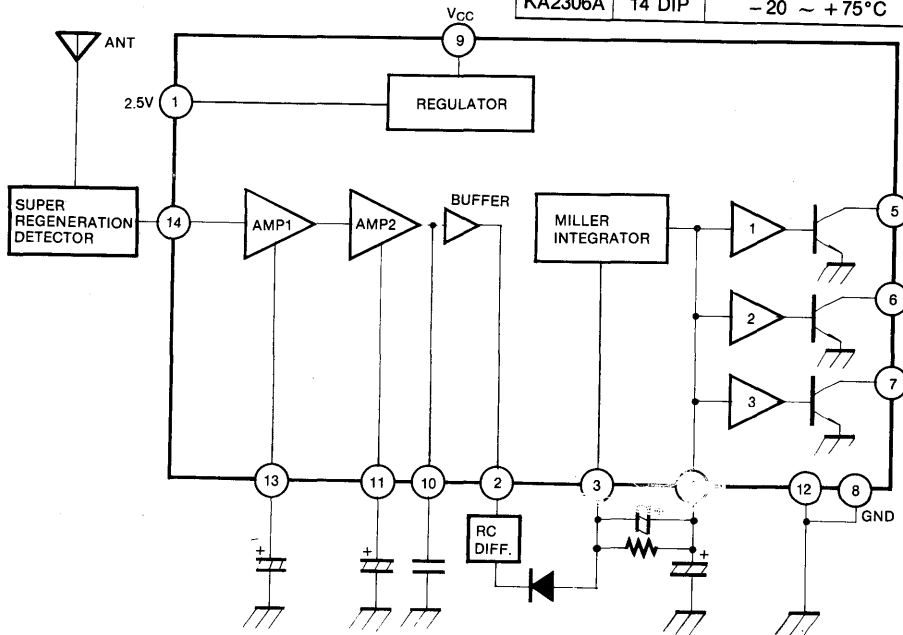 KA2306A 14 DIP −20 ~ +75°C
VCC
ANT
9
2.5V
1
REGULATOR
SUPER
REGENERATION
DETECTOR
14
AMP1
AMP2
BUFFER
MILLER
INTEGRATOR
1
5
2
6
3
7
13
11
10
2
3
12
8
GND
+
+
RC
DIFF.
+